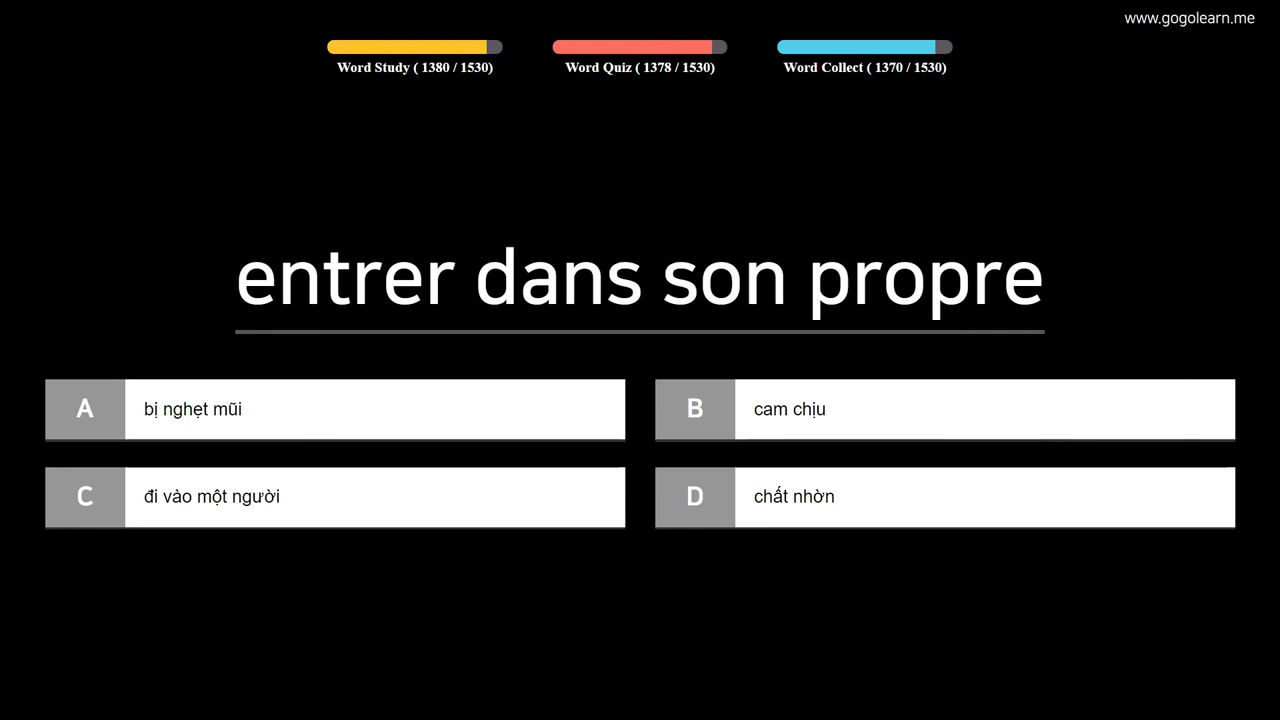 www.gogolearn.me
Word Study ( 1380 / 1530)
Word Quiz ( 1378 / 1530)
Word Collect ( 1370 / 1530)
entrer dans son propre
A bị nghẹt mũi
B cam chịu
C đi vào một người
D chất nhờn